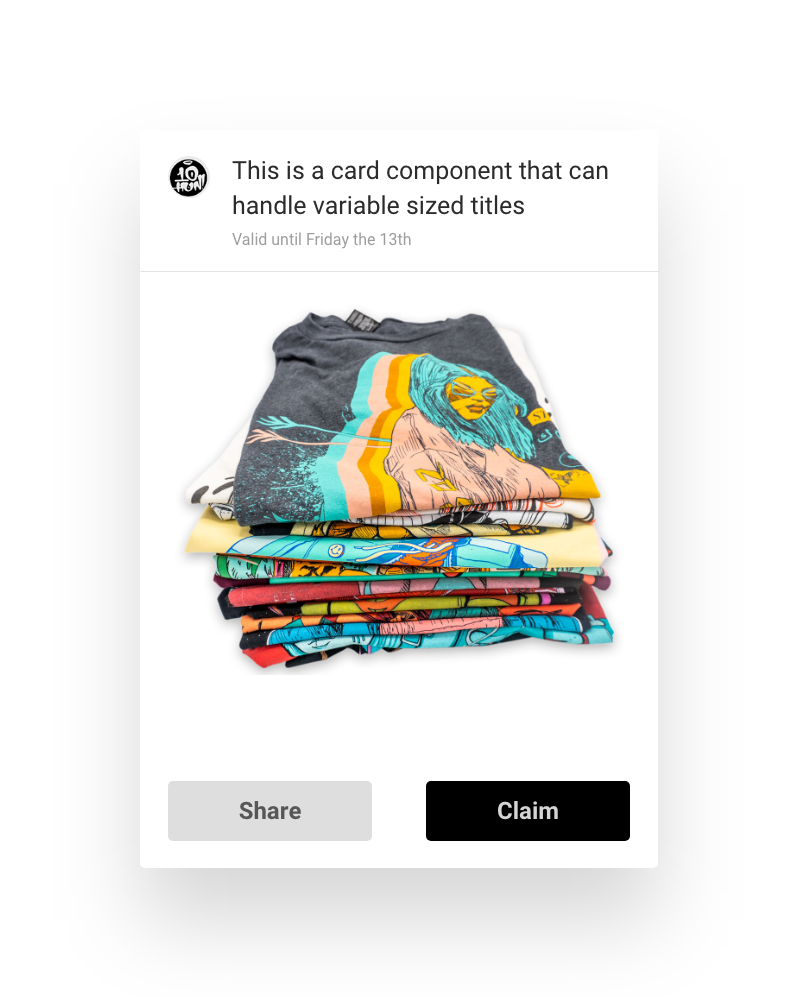 10
HUN
This is a card component that can
handle variable sized titles
Valid until Friday the 13th
Share
Claim